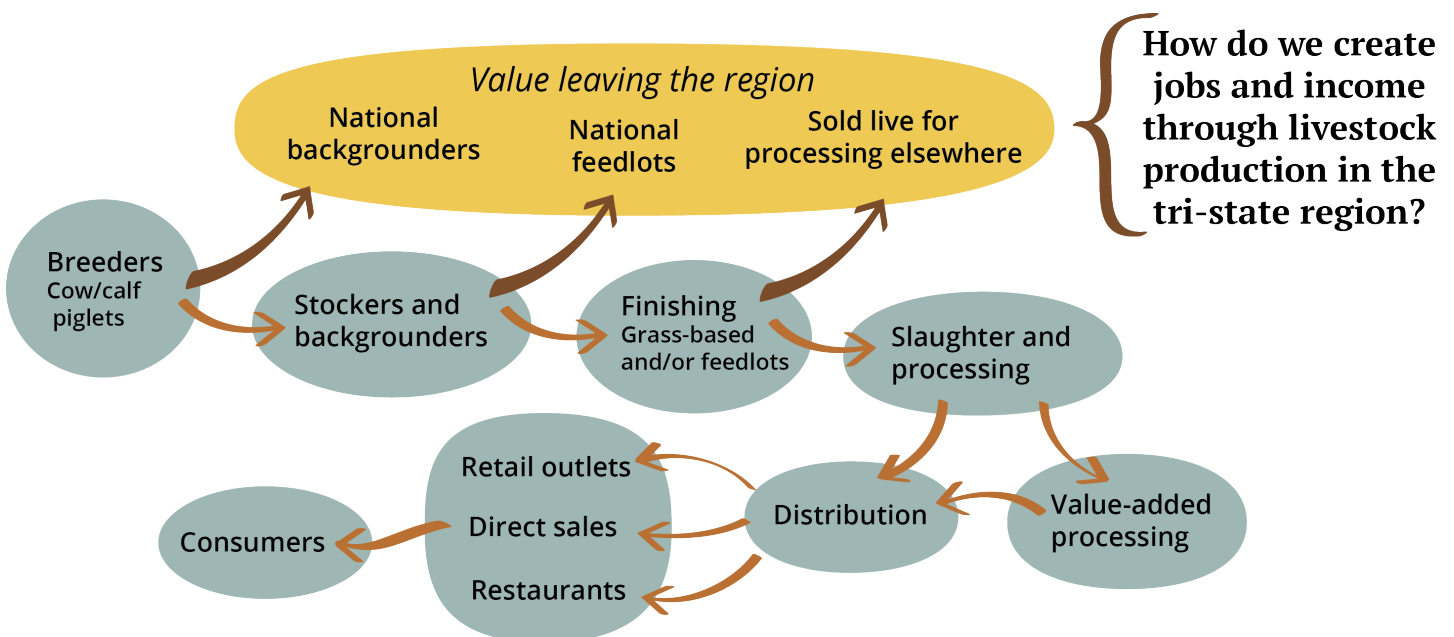 Value leaving the region
National
backgrounders
National
feedlots
Sold live for
processing elsewhere
How do we create
jobs and income
through livestock
production in the
tri-state region?
Breeders
Cow/calf
piglets
Stockers and
backgrounders
Finishing
Grass-based
and/or feedlots
Slaughter and
processing
Value-added
processing
Distribution
Retail outlets
Direct sales
Restaurants
Consumers